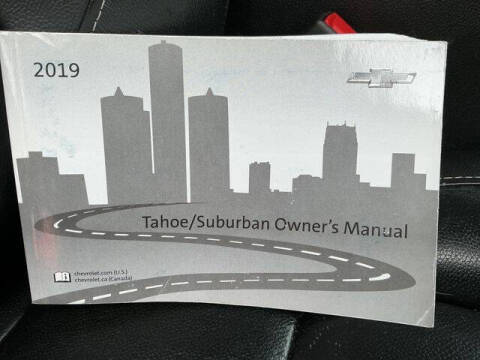 2019
Tahoe/Suburban Owner's Manual
chevrolet.com (U.S.)
chevrolet.ca (Canada)